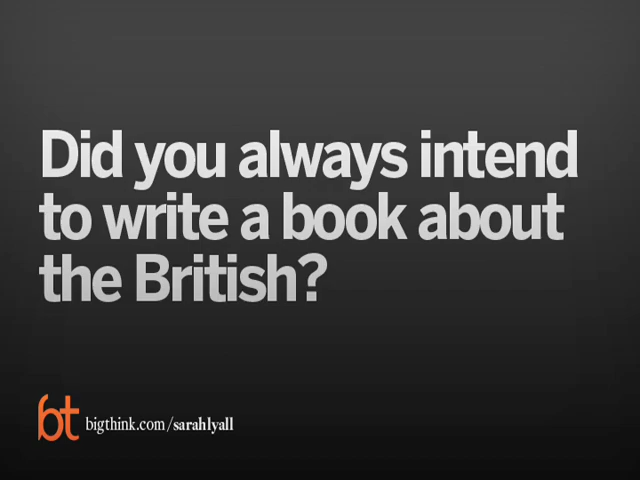 Did you always intend
to write a book about
the British?
bt bigthink.com/sarahlyall